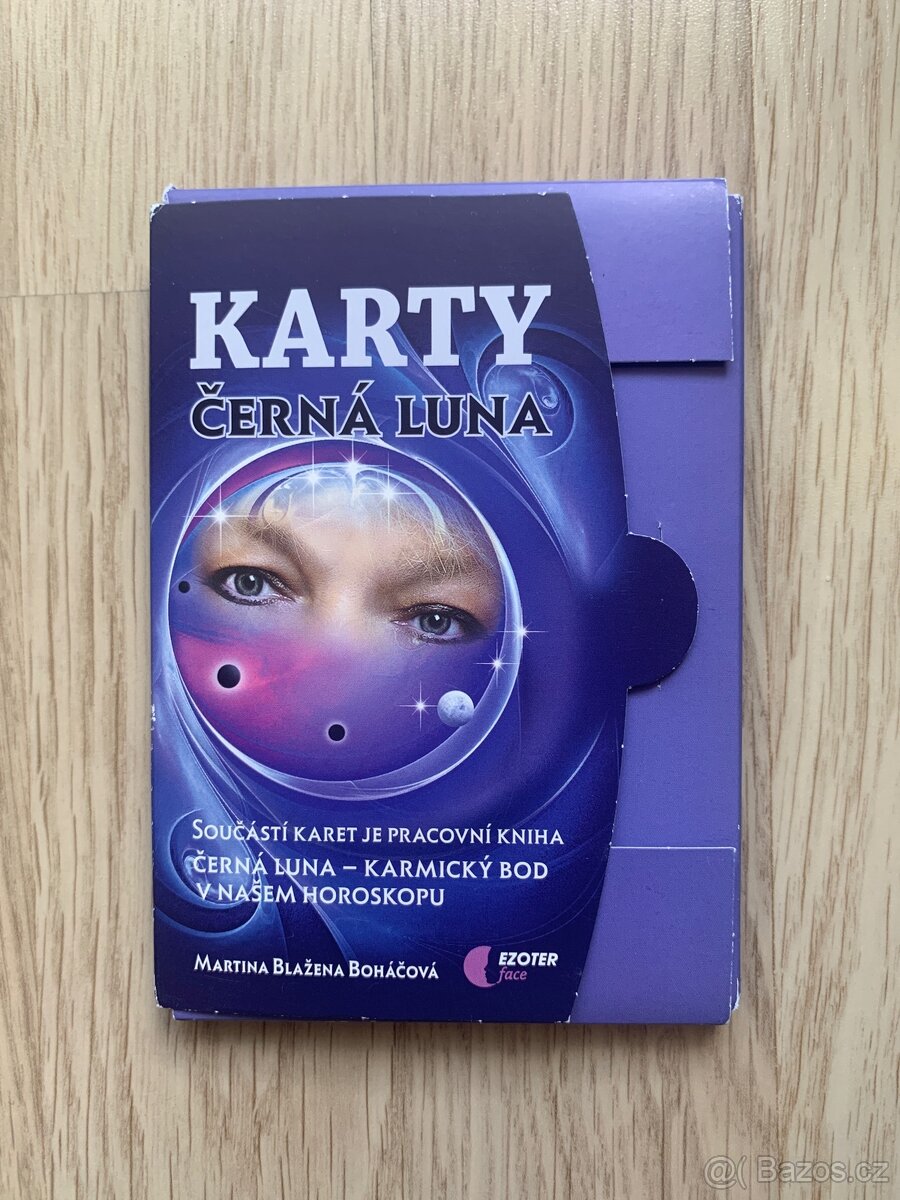 KARTY
ČERNÁ LUNA
SOUČÁSTÍ KARET JE PRACOVNÍ KNIHA
ČERNÁ LUNA – KARMICKÝ BOD
V NAŠEM HOROSKOPU
MARTINA BLAŽENA BOHÁČOVÁ
EZOTER
face
@( Bazos.cz